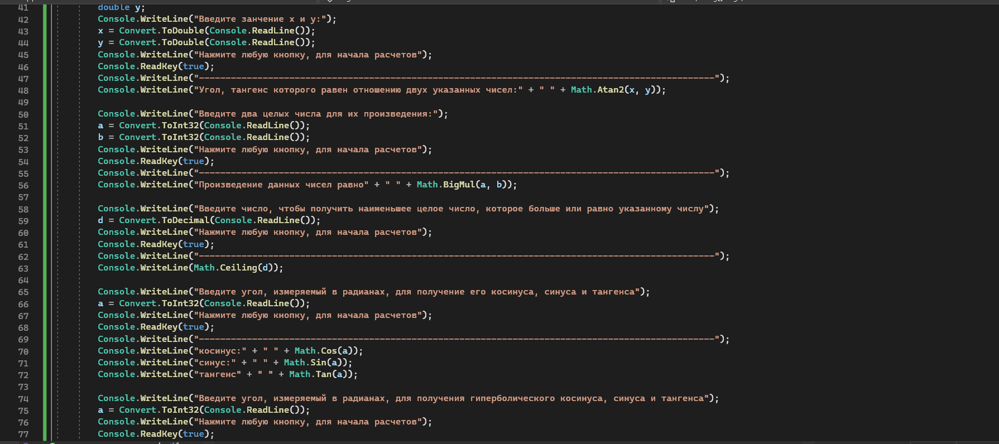 41 double y;
42 Console.WriteLine("Введите занчение x и y:");
43 x = Convert.ToDouble(Console.ReadLine());
44 y = Convert.ToDouble(Console.ReadLine());
45 Console.WriteLine("Нажмите любую кнопку, для начала расчетов");
46 Console.ReadKey(true);
47 Console.WriteLine("-------------------------------------------------------------------------------------------------");
48 Console.WriteLine("Угол, тангенс которого равен отношению двух указанных чисел:" + " " + Math.Atan2(x, y));
49
50 Console.WriteLine("Введите два целых числа для их произведения:");
51 a = Convert.ToInt32(Console.ReadLine());
52 b = Convert.ToInt32(Console.ReadLine());
53 Console.WriteLine("Нажмите любую кнопку, для начала расчетов");
54 Console.ReadKey(true);
55 Console.WriteLine("-------------------------------------------------------------------------------------------------");
56 Console.WriteLine("Произведение данных чисел равно" + " " + Math.BigMul(a, b));
57
58 Console.WriteLine("Введите число, чтобы получить наименьшее целое число, которое больше или равно указанному числу");
59 d = Convert.ToDecimal(Console.ReadLine());
60 Console.WriteLine("Нажмите любую кнопку, для начала расчетов");
61 Console.ReadKey(true);
62 Console.WriteLine("-------------------------------------------------------------------------------------------------");
63 Console.WriteLine(Math.Ceiling(d));
64
65 Console.WriteLine("Введите угол, измеряемый в радианах, для получение его косинуса, синуса и тангенса");
66 a = Convert.ToInt32(Console.ReadLine());
67 Console.WriteLine("Нажмите любую кнопку, для начала расчетов");
68 Console.ReadKey(true);
69 Console.WriteLine("-------------------------------------------------------------------------------------------------");
70 Console.WriteLine("косинус:" + " " + Math.Cos(a));
71 Console.WriteLine("синус:" + " " + Math.Sin(a));
72 Console.WriteLine("тангенс" + " " + Math.Tan(a));
73
74 Console.WriteLine("Введите угол, измеряемый в радианах, для получения гиперболического косинуса, синуса и тангенса");
75 a = Convert.ToInt32(Console.ReadLine());
76 Console.WriteLine("Нажмите любую кнопку, для начала расчетов");
77 Console.ReadKey(true);